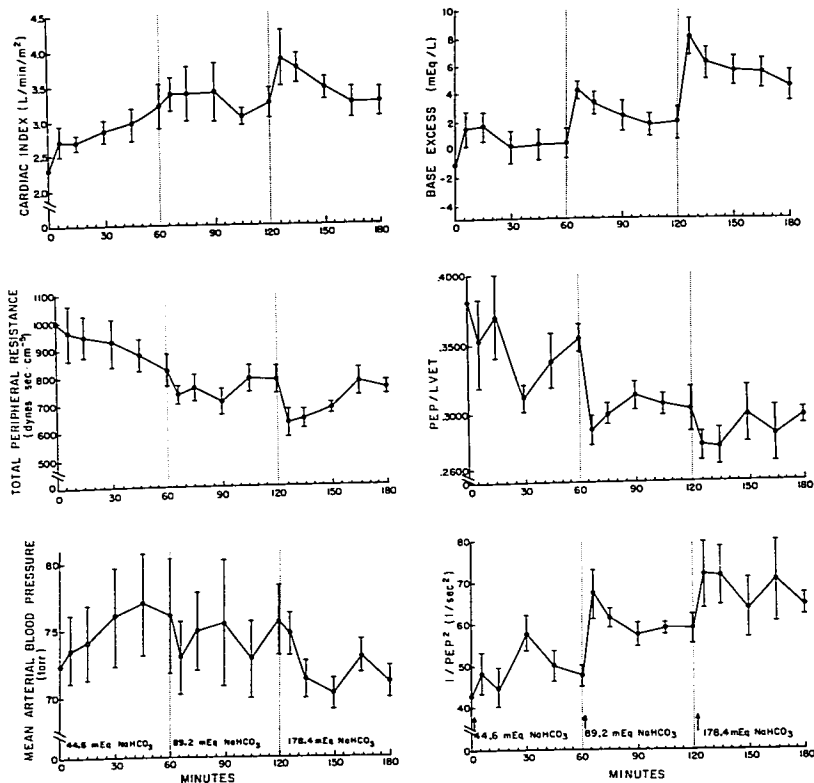 CARDIAC INDEX (L/min/m²)
4.5
4.0
3.5
3.0
2.5
2.0
0
0 30 60 90 120 150 180
BASE EXCESS (mEq/L)
10
8
6
4
2
0
-2
-4
0 30 60 90 120 150 180
TOTAL PERIPHERAL RESISTANCE
(dynes sec·cm⁻⁵)
1100
1000
900
800
700
600
500
400
0
0 30 60 90 120 150 180
PEP/LVET
.4000
.3500
.3000
.2600
0
0 30 60 90 120 150 180
MEAN ARTERIAL BLOOD PRESSURE
(torr)
80
75
70
0
44.6 mEq NaHCO₃ 89.2 mEq NaHCO₃ 178.4 mEq NaHCO₃
0 30 60 90 120 150 180
MINUTES
1/PEP² (1/sec²)
80
70
60
50
40
0
44.6 mEq NaHCO₃ 89.2 mEq NaHCO₃ 178.4 mEq NaHCO₃
0 30 60 90 120 150 180
MINUTES